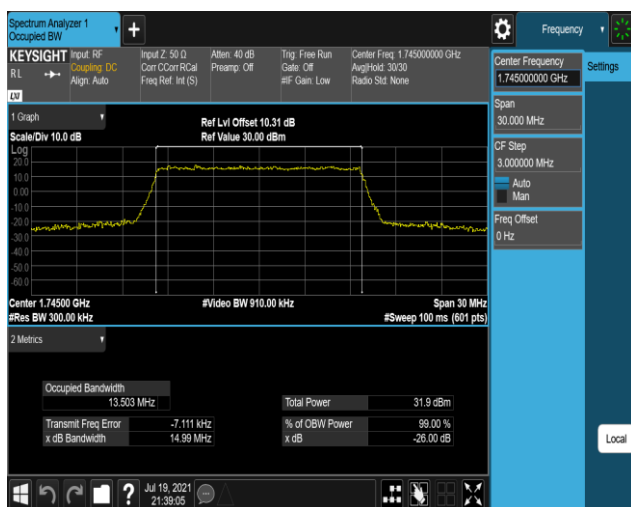 Spectrum Analyzer 1
Occupied BW
Frequency
KEYSIGHT
Input: RF
Coupling: DC
Align: Auto
RL
LXI
Input Z: 50 Ω
Corr CCorr RCal
Freq Ref: Int (S)
Atten: 40 dB
Preamp: Off
Trig: Free Run
Gate: Off
#IF Gain: Low
Center Freq: 1.745000000 GHz
Avg|Hold: 30/30
Radio Std: None
Center Frequency
1.745000000 GHz
Settings
Span
30.000 MHz
CF Step
3.000000 MHz
Auto
Man
Freq Offset
0 Hz
Local
1 Graph
Scale/Div 10.0 dB
Ref Lvl Offset 10.31 dB
Ref Value 30.00 dBm
Log
20.0
10.0
0.00
-10.0
-20.0
-30.0
-40.0
-50.0
-60.0
Center 1.74500 GHz
#Video BW 910.00 kHz
Span 30 MHz
#Res BW 300.00 kHz
#Sweep 100 ms (601 pts)
2 Metrics
Occupied Bandwidth
13.503 MHz
Total Power 31.9 dBm
Transmit Freq Error -7.111 kHz
% of OBW Power 99.00 %
x dB Bandwidth 14.99 MHz
x dB -26.00 dB
?
Jul 19, 2021
21:39:05